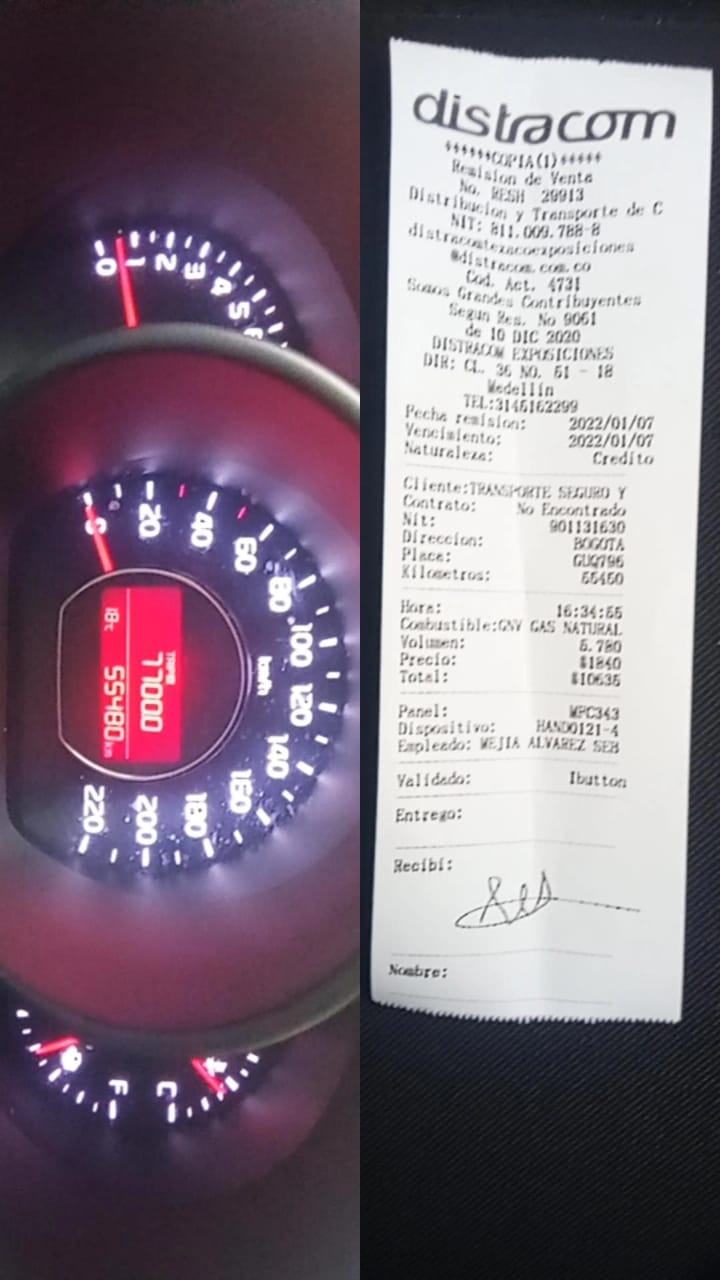 0
1
2
3
4
5
0
20
40
60
80
100
120
140
160
180
200
220
km/h
TRIP
18°c
55480 km
F
C
distracom
******COPIA(1)*****
Remision de Venta
No. RESH 29913
Distribucion y Transporte de C
NIT: 811.009.788-8
distracomtexacoexposiciones
@distracom.com.co
Cod. Act. 4731
Somos Grandes Contribuyentes
Segun Res. No 9061
de 10 DIC 2020
DISTRACOM EXPOSICIONES
DIR: CL. 36 NO. 51 - 18
Medellin
TEL:3145162299
Fecha remision: 2022/01/07
Vencimiento: 2022/01/07
Naturaleza: Credito
Cliente:TRANSPORTE SEGURO Y
Contrato: No Encontrado
Nit: 901131630
Direccion: BOGOTA
Placa: GUQ796
Kilometros: 55450
Hora: 16:34:55
Combustible:GNV GAS NATURAL
Volumen: 5.780
Precio: $1840
Total: $10635
Panel: MFC343
Dispositivo: HAND0121-4
Empleado: MEJIA ALVAREZ SEB
Validado: Ibutton
Entrego:
Recibi:
Nombre: